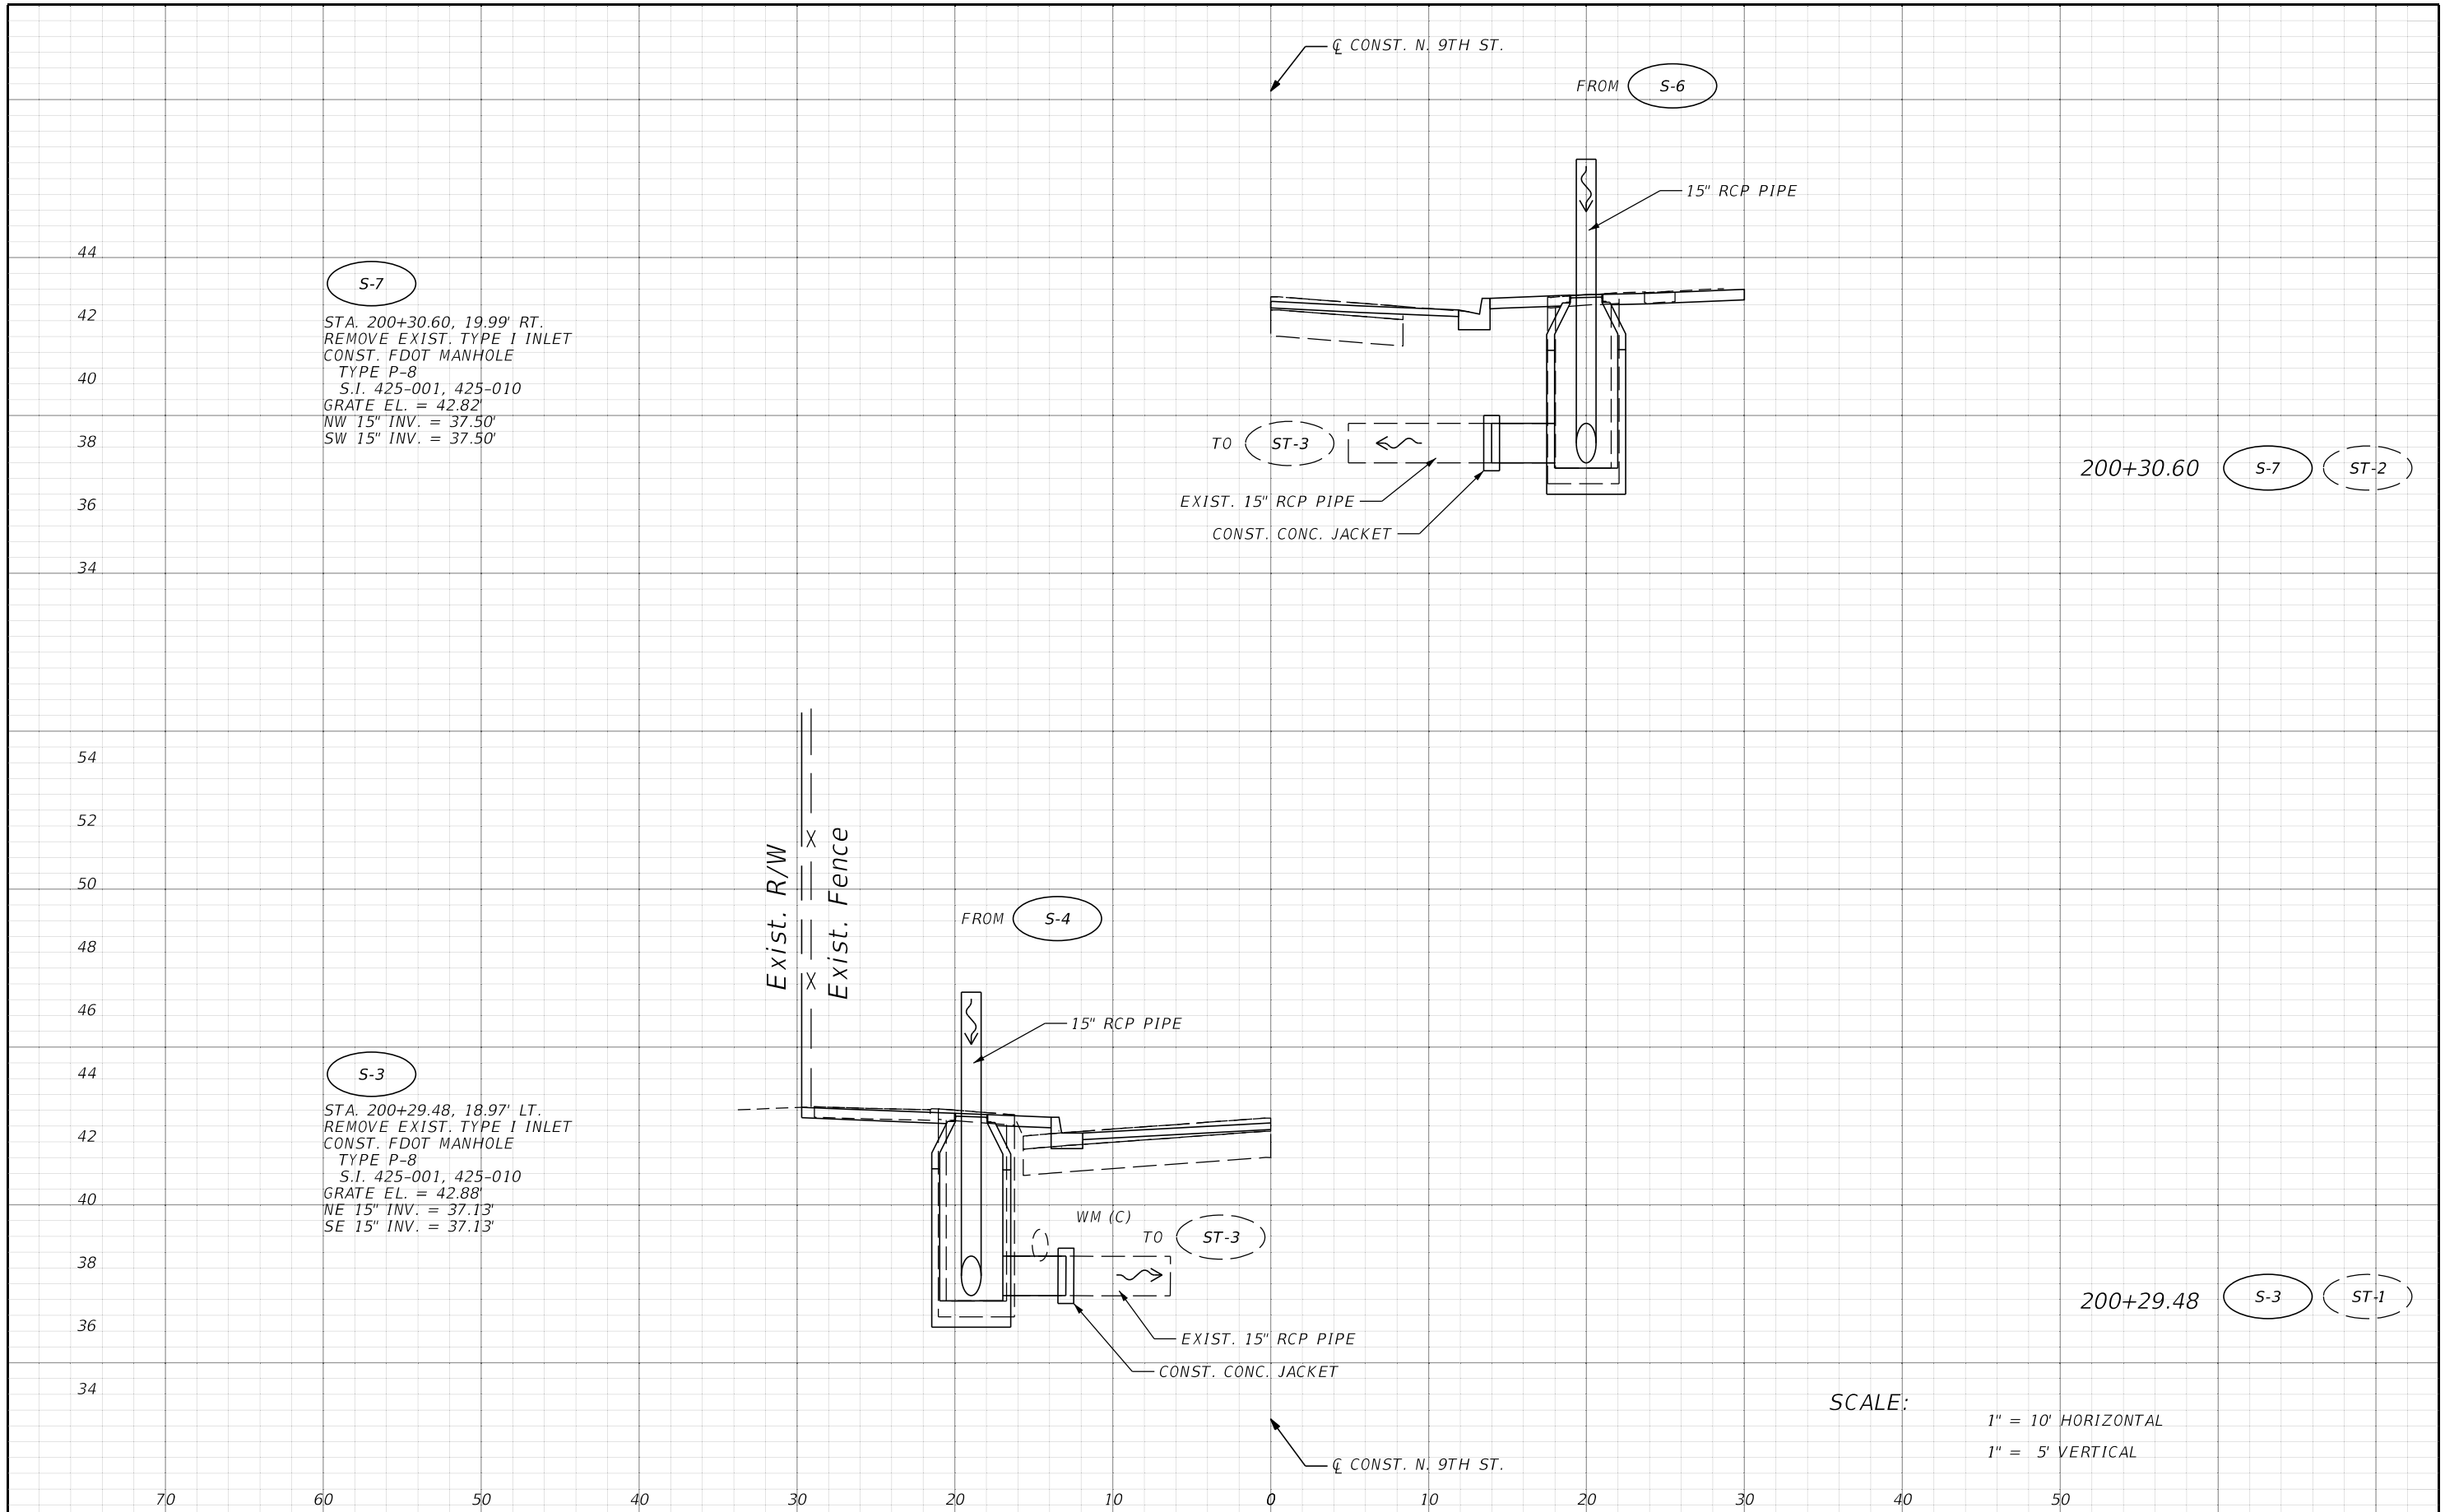 ℄ CONST. N. 9TH ST.
FROM S-6
15" RCP PIPE
44
42
40
38
36
34
S-7
STA. 200+30.60, 19.99' RT.
REMOVE EXIST. TYPE I INLET
CONST. FDOT MANHOLE
TYPE P-8
S.I. 425-001, 425-010
GRATE EL. = 42.82'
NW 15" INV. = 37.50'
SW 15" INV. = 37.50'
TO ST-3
EXIST. 15" RCP PIPE
CONST. CONC. JACKET
200+30.60 S-7 ST-2
54
52
50
48
46
44
42
40
38
36
34
Exist. R/W
Exist. Fence
X
X
FROM S-4
15" RCP PIPE
S-3
STA. 200+29.48, 18.97' LT.
REMOVE EXIST. TYPE I INLET
CONST. FDOT MANHOLE
TYPE P-8
S.I. 425-001, 425-010
GRATE EL. = 42.88'
NE 15" INV. = 37.13'
SE 15" INV. = 37.13'
WM (C)
TO ST-3
EXIST. 15" RCP PIPE
CONST. CONC. JACKET
200+29.48 S-3 ST-1
SCALE:
1" = 10' HORIZONTAL
1" = 5' VERTICAL
℄ CONST. N. 9TH ST.
70 60 50 40 30 20 10 0 10 20 30 40 50